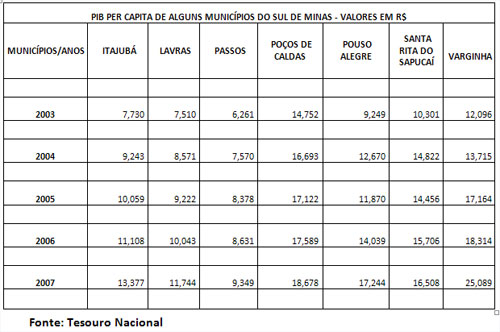 PIB PER CAPITA DE ALGUNS MUNICÍPIOS DO SUL DE MINAS - VALORES EM R$
MUNICÍPIOS/ANOS ITAJUBÁ LAVRAS PASSOS POÇOS DE CALDAS POUSO ALEGRE SANTA RITA DO SAPUCAÍ VARGINHA
2003 7,730 7,510 6,261 14,752 9,249 10,301 12,096
2004 9,243 8,571 7,570 16,693 12,670 14,822 13,715
2005 10,059 9,222 8,378 17,122 11,870 14,456 17,164
2006 11,108 10,043 8,631 17,589 14,039 15,706 18,314
2007 13,377 11,744 9,349 18,678 17,244 16,508 25,089
Fonte: Tesouro Nacional